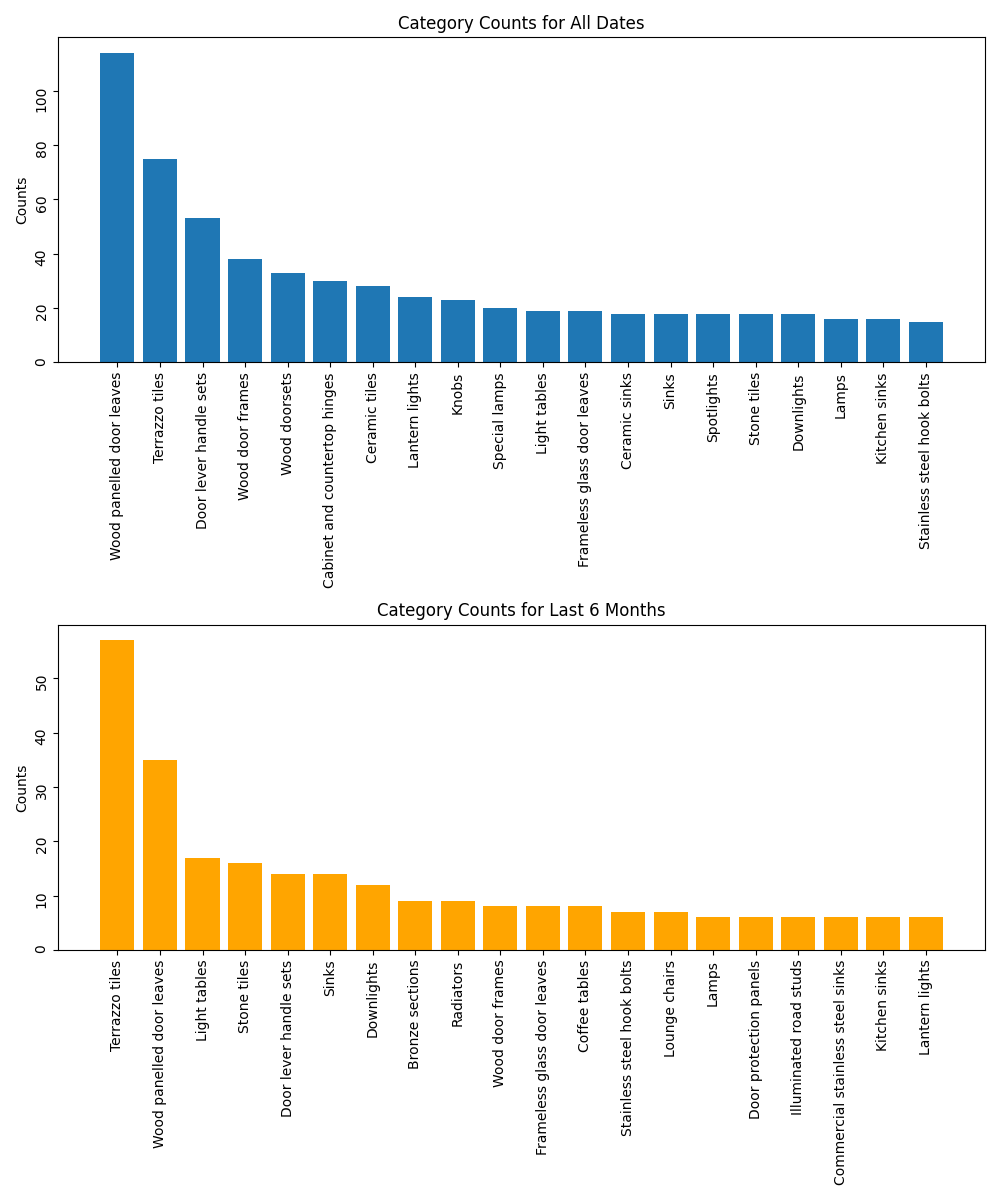 Category Counts for All Dates
Counts
100
80
60
40
20
0
Wood panelled door leaves
Terrazzo tiles
Door lever handle sets
Wood door frames
Wood doorsets
Cabinet and countertop hinges
Ceramic tiles
Lantern lights
Knobs
Special lamps
Light tables
Frameless glass door leaves
Ceramic sinks
Sinks
Spotlights
Stone tiles
Downlights
Lamps
Kitchen sinks
Stainless steel hook bolts
Category Counts for Last 6 Months
Counts
50
40
30
20
10
0
Terrazzo tiles
Wood panelled door leaves
Light tables
Stone tiles
Door lever handle sets
Sinks
Downlights
Bronze sections
Radiators
Wood door frames
Frameless glass door leaves
Coffee tables
Stainless steel hook bolts
Lounge chairs
Lamps
Door protection panels
Illuminated road studs
Commercial stainless steel sinks
Kitchen sinks
Lantern lights